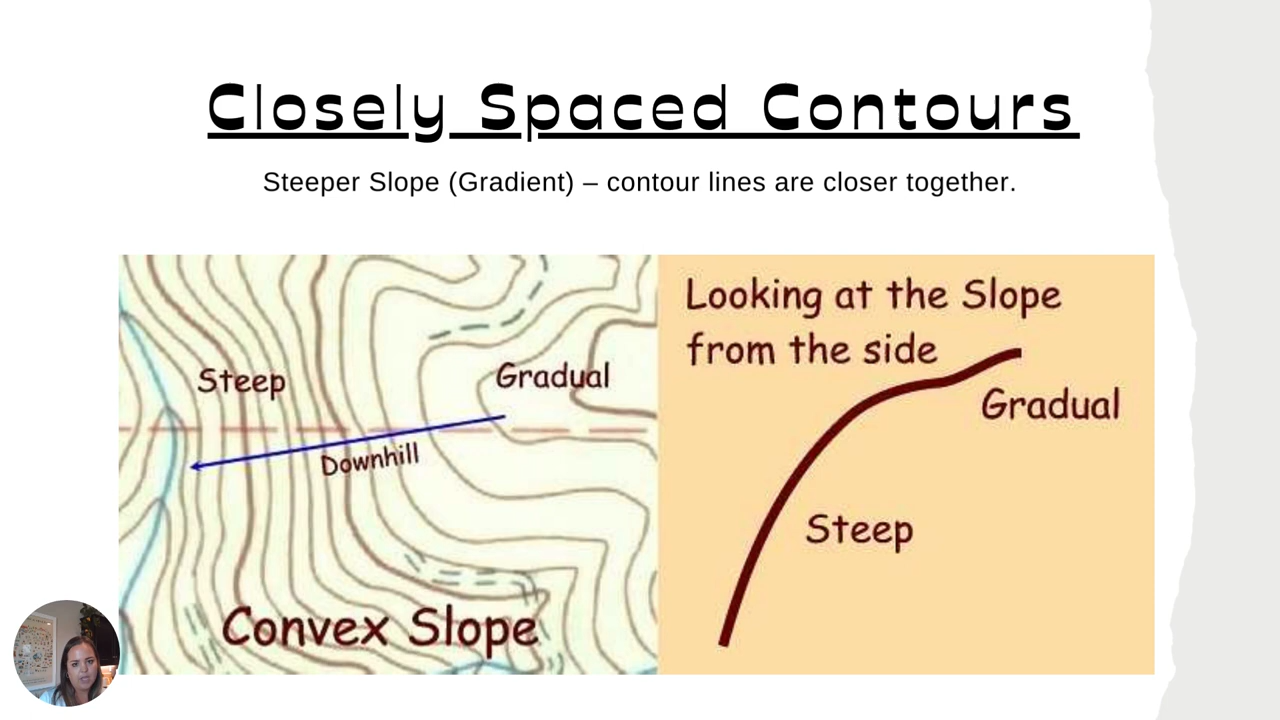 Closely Spaced Contours
Steeper Slope (Gradient) – contour lines are closer together.
Steep
Gradual
Downhill
Convex Slope
Looking at the Slope
from the side
Gradual
Steep